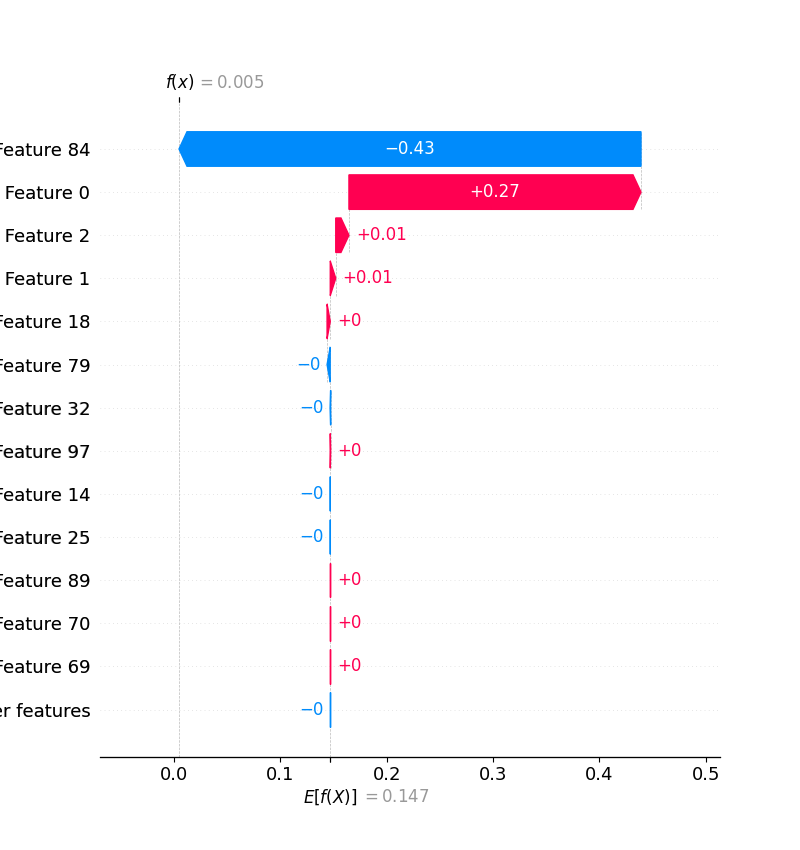 f(x) = 0.005
Feature 84 −0.43
Feature 0 +0.27
Feature 2 +0.01
Feature 1 +0.01
Feature 18 +0
Feature 79 −0
Feature 32 −0
Feature 97 +0
Feature 14 −0
Feature 25 −0
Feature 89 +0
Feature 70 +0
Feature 69 +0
features −0
0.0 0.1 0.2 0.3 0.4 0.5
E[f(X)] = 0.147